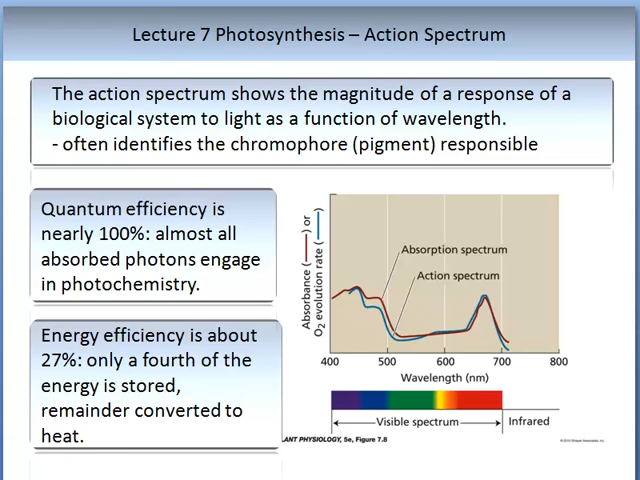 Lecture 7 Photosynthesis – Action Spectrum
The action spectrum shows the magnitude of a response of a
biological system to light as a function of wavelength.
- often identifies the chromophore (pigment) responsible
Quantum efficiency is
nearly 100%: almost all
absorbed photons engage
in photochemistry.
Energy efficiency is about
27%: only a fourth of the
energy is stored,
remainder converted to
heat.
Absorbance (—) or
O2 evolution rate (—)
Absorption spectrum
Action spectrum
400 500 600 700 800
Wavelength (nm)
Visible spectrum Infrared
LANT PHYSIOLOGY, 5e, Figure 7.8